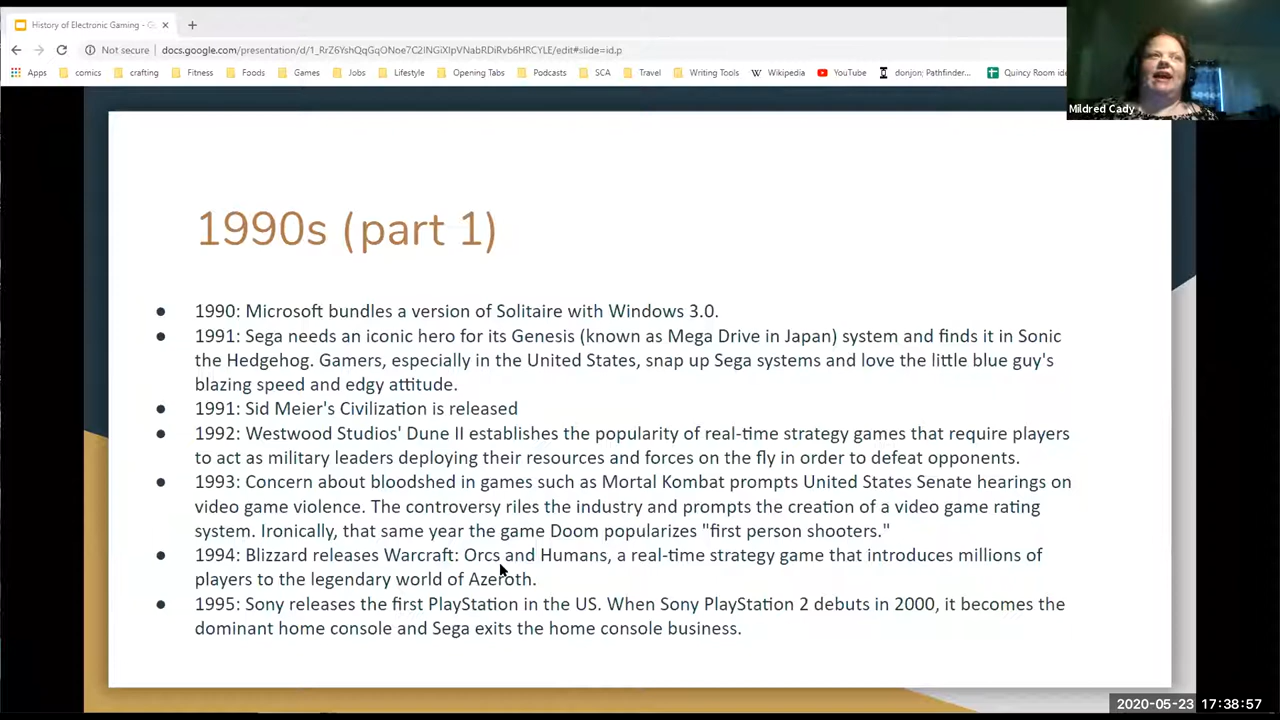 History of Electronic Gaming - G
Not secure
docs.google.com/presentation/d/1_RrZ6YshQqGqONoe7C2lNGiXIpVNabRDiRvb6HRCYLE/edit#slide=id.p
Apps comics crafting Fitness Foods Games Jobs Lifestyle Opening Tabs Podcasts SCA Travel Writing Tools Wikipedia YouTube donjon; Pathfinder... Quincy Room
Mildred Cady
1990s (part 1)
● 1990: Microsoft bundles a version of Solitaire with Windows 3.0.
● 1991: Sega needs an iconic hero for its Genesis (known as Mega Drive in Japan) system and finds it in Sonic
the Hedgehog. Gamers, especially in the United States, snap up Sega systems and love the little blue guy's
blazing speed and edgy attitude.
● 1991: Sid Meier's Civilization is released
● 1992: Westwood Studios' Dune II establishes the popularity of real-time strategy games that require players
to act as military leaders deploying their resources and forces on the fly in order to defeat opponents.
● 1993: Concern about bloodshed in games such as Mortal Kombat prompts United States Senate hearings on
video game violence. The controversy riles the industry and prompts the creation of a video game rating
system. Ironically, that same year the game Doom popularizes "first person shooters."
● 1994: Blizzard releases Warcraft: Orcs and Humans, a real-time strategy game that introduces millions of
players to the legendary world of Azeroth.
● 1995: Sony releases the first PlayStation in the US. When Sony PlayStation 2 debuts in 2000, it becomes the
dominant home console and Sega exits the home console business.
2020-05-23 17:38:57